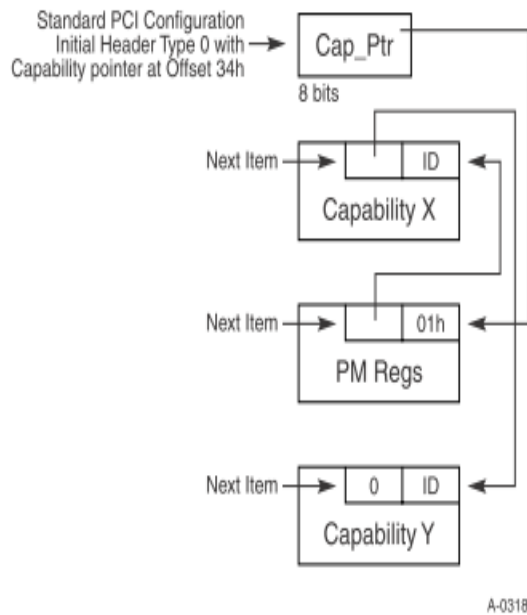 Standard PCI Configuration
Initial Header Type 0 with
Capability pointer at Offset 34h
Cap_Ptr
8 bits
Next Item
ID
Capability X
Next Item
01h
PM Regs
Next Item
0
ID
Capability Y
A-0318